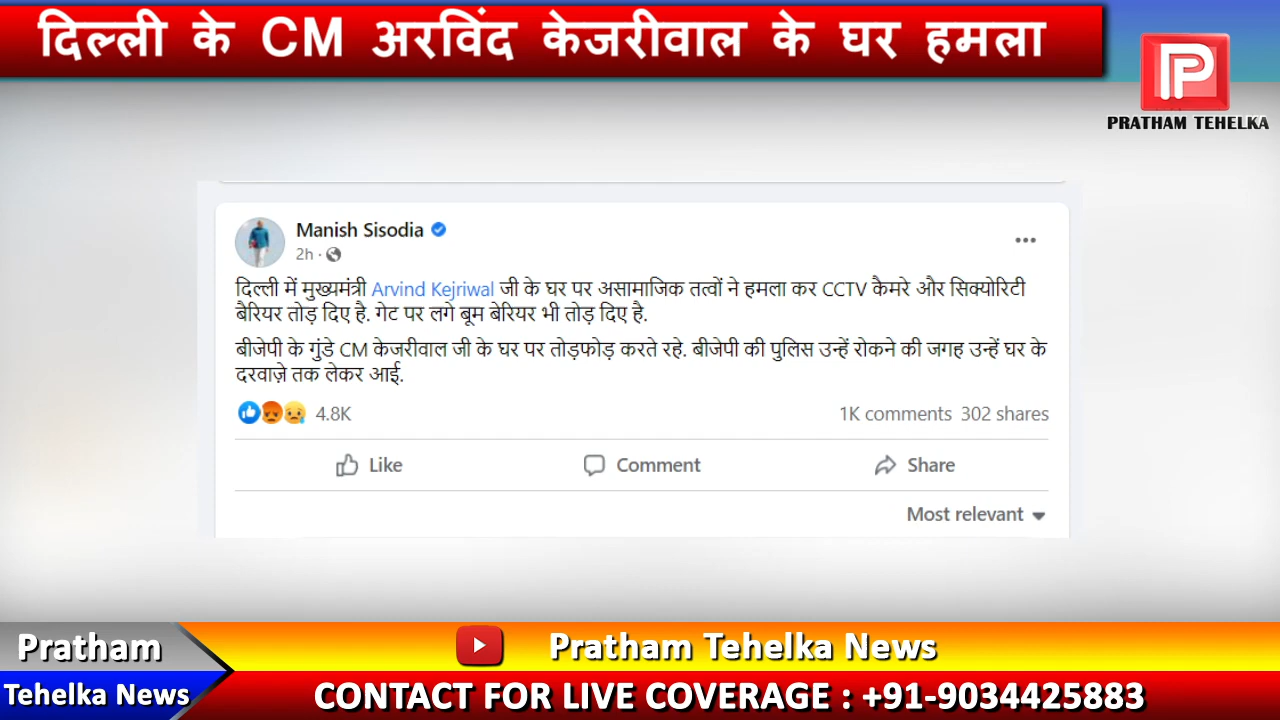 दिल्ली के CM अरविंद केजरीवाल के घर हमला
P
PRATHAM TEHELKA
Manish Sisodia
2h ·
दिल्ली में मुख्यमंत्री Arvind Kejriwal जी के घर पर असामाजिक तत्वों ने हमला कर CCTV कैमरे और सिक्योरिटी
बैरियर तोड़ दिए है. गेट पर लगे बूम बेरियर भी तोड़ दिए है.
बीजेपी के गुंडे CM केजरीवाल जी के घर पर तोड़फोड़ करते रहे. बीजेपी की पुलिस उन्हें रोकने की जगह उन्हें घर के
दरवाज़े तक लेकर आई.
4.8K 1K comments 302 shares
Like Comment Share
Most relevant
Pratham Pratham Tehelka News
Tehelka News CONTACT FOR LIVE COVERAGE : +91-9034425883